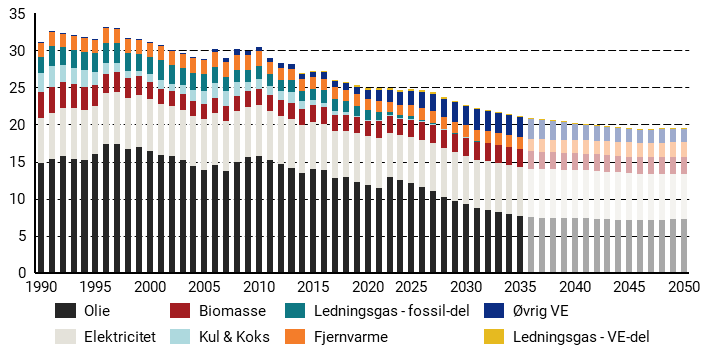 35
30
25
20
15
10
5
0
1990 1995 2000 2005 2010 2015 2020 2025 2030 2035 2040 2045 2050
Olie Biomasse Ledningsgas - fossil-del Øvrig VE
Elektricitet Kul & Koks Fjernvarme Ledningsgas - VE-del